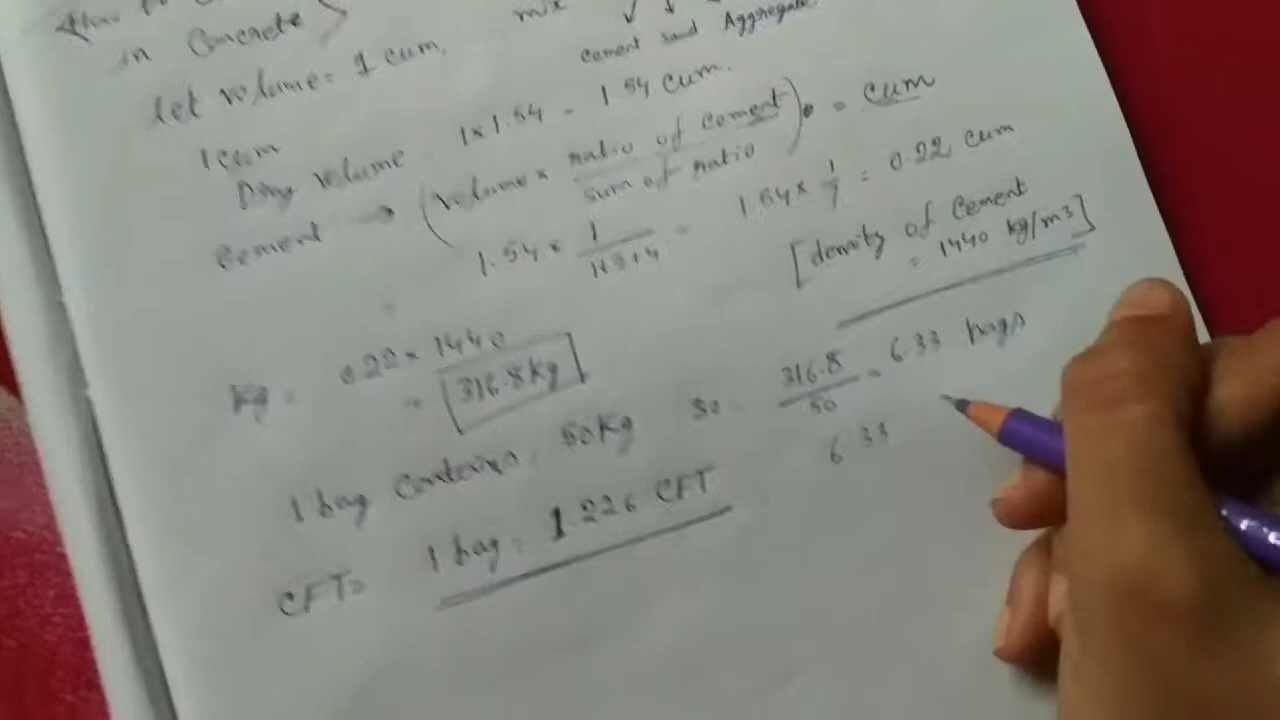 in Concrete
mix
cement sand Aggregate.
let volume = 1 cum.
1 cum
Dry volume 1×1.54 = 1.54 cum.
cement → (volume × ratio of cement / sum of ratio) = cum
1.54 × 1/1+2+4 = 1.54 × 1/7 = 0.22 cum
[density of Cement
= 1440 kg/m3]
Kg = 0.22 × 1440
= 316.8 kg
1 bag contains = 50 Kg so = 316.8/50 = 6.33 bags
6.33
CFT = 1 bag = 1.226 CFT